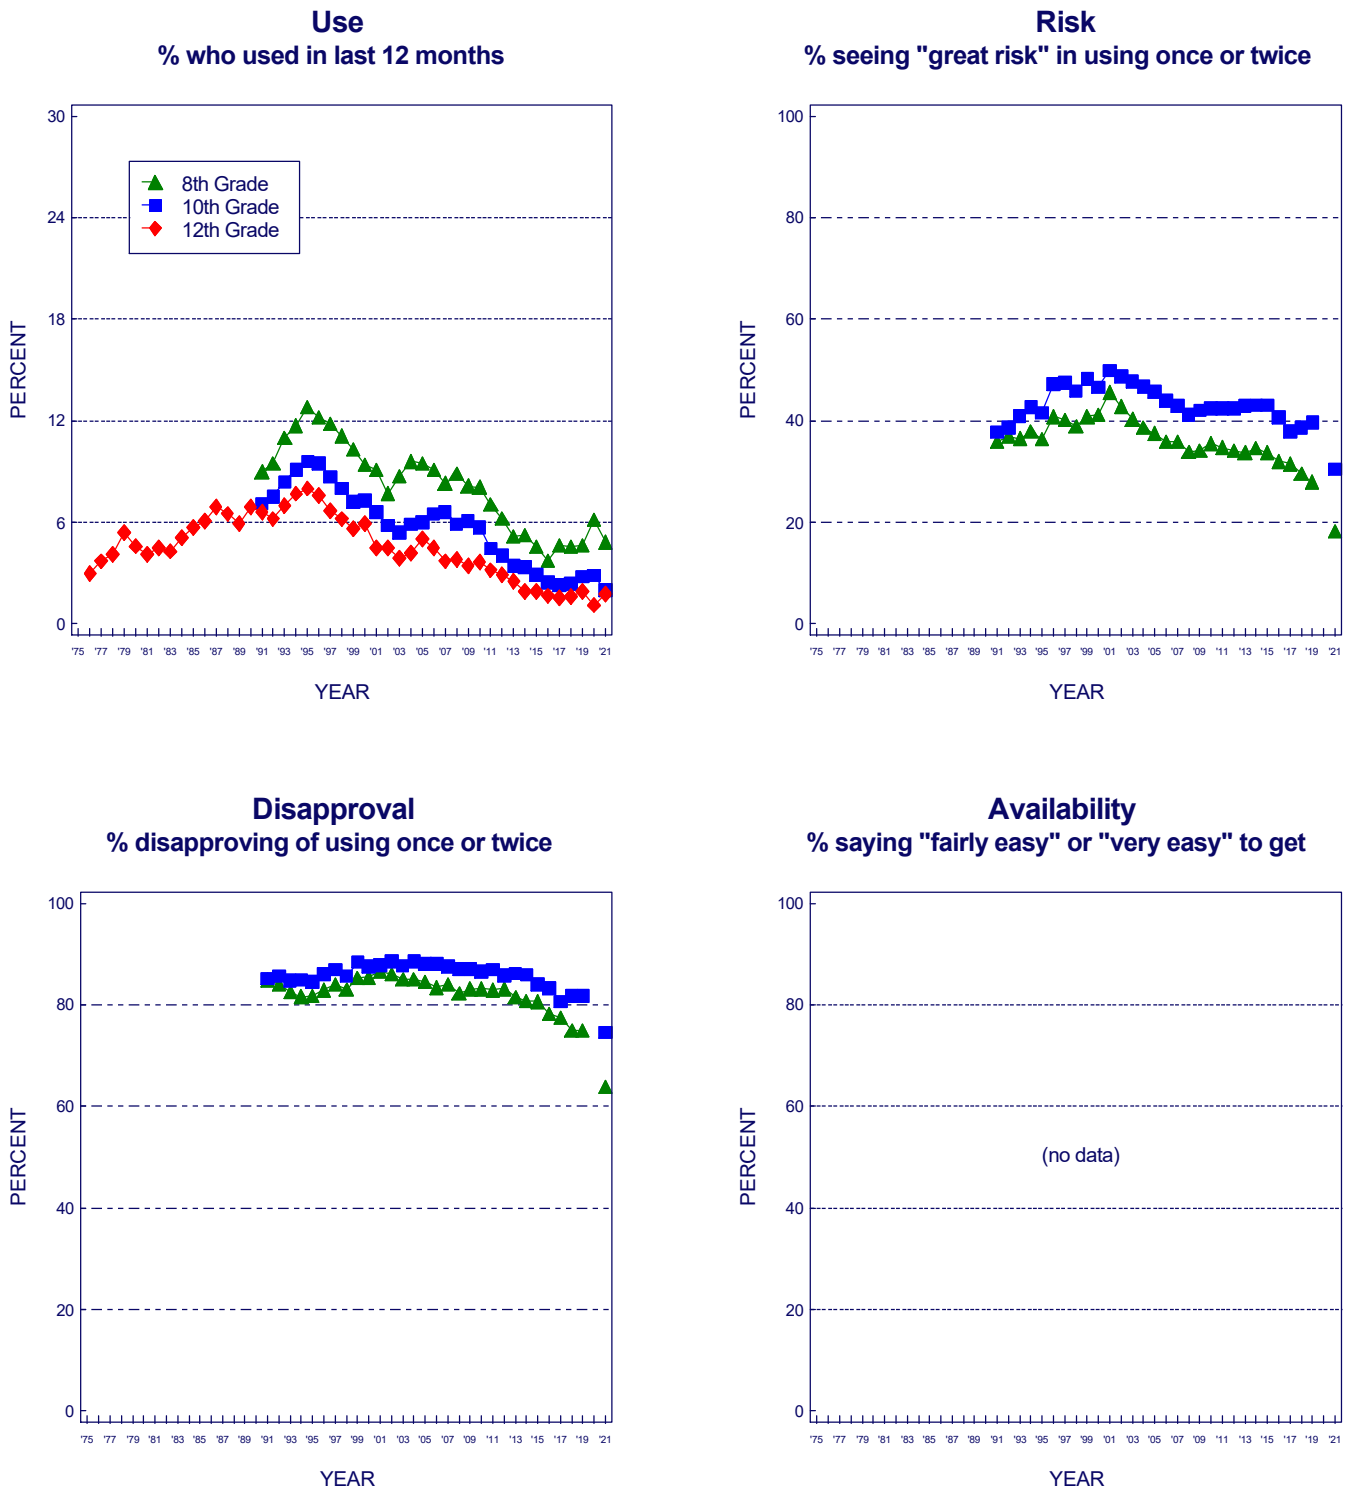 Use
% who used in last 12 months
30
24
18
12
6
0
PERCENT
8th Grade
10th Grade
12th Grade
'75 '77 '79 '81 '83 '85 '87 '89 '91 '93 '95 '97 '99 '01 '03 '05 '07 '09 '11 '13 '15 '17 '19 '21
YEAR
Risk
% seeing "great risk" in using once or twice
100
80
60
40
20
0
PERCENT
'75 '77 '79 '81 '83 '85 '87 '89 '91 '93 '95 '97 '99 '01 '03 '05 '07 '09 '11 '13 '15 '17 '19 '21
YEAR
Disapproval
% disapproving of using once or twice
100
80
60
40
20
0
PERCENT
'75 '77 '79 '81 '83 '85 '87 '89 '91 '93 '95 '97 '99 '01 '03 '05 '07 '09 '11 '13 '15 '17 '19 '21
YEAR
Availability
% saying "fairly easy" or "very easy" to get
100
80
60
40
20
0
PERCENT
(no data)
'75 '77 '79 '81 '83 '85 '87 '89 '91 '93 '95 '97 '99 '01 '03 '05 '07 '09 '11 '13 '15 '17 '19 '21
YEAR